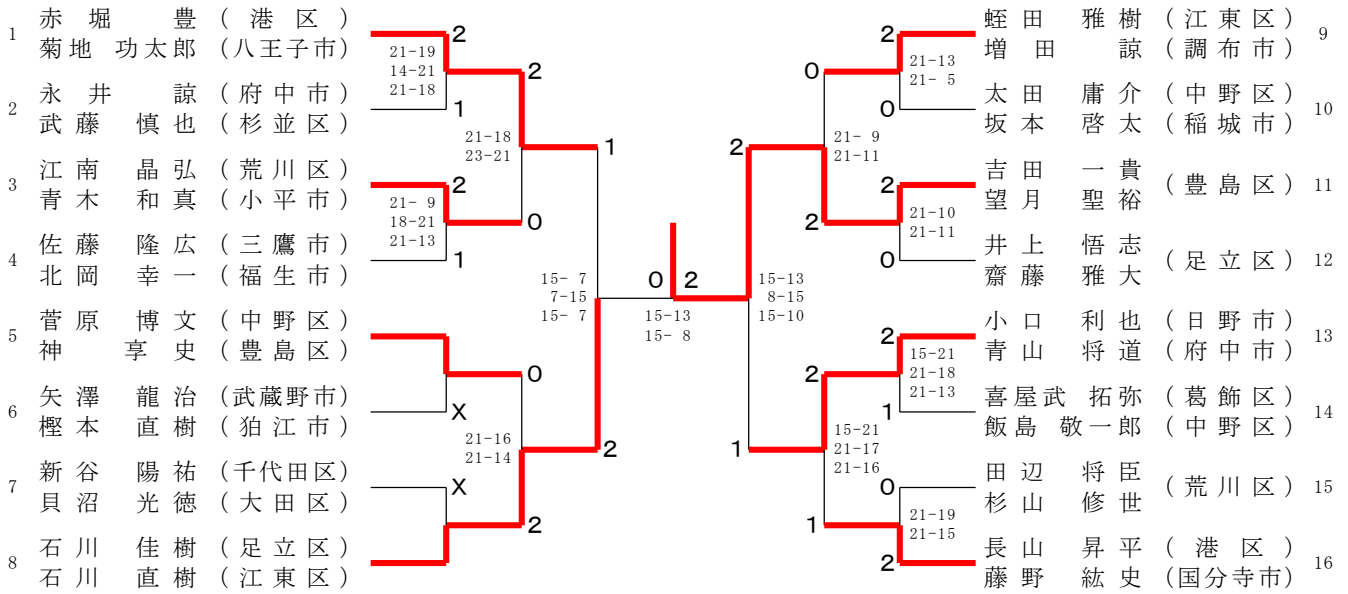 1 赤堀 豊 (港区)
菊地 功太郎 (八王子市)
2 永井 諒 (府中市)
武藤 慎也 (杉並区)
3 江南 晶弘 (荒川区)
青木 和真 (小平市)
4 佐藤 隆広 (三鷹市)
北岡 幸一 (福生市)
5 菅原 博文 (中野区)
神 享史 (豊島区)
6 矢澤 龍治 (武蔵野市)
樫本 直樹 (狛江市)
7 新谷 陽祐 (千代田区)
貝沼 光徳 (大田区)
8 石川 佳樹 (足立区)
石川 直樹 (江東区)
2
21-19
14-21
21-18
1
2
21-18
23-21
2
21- 9
18-21
21-13
1
0
1
15- 7
7-15
15- 7
0
X
21-16
21-14
X
2
2
0 2
15-13
15- 8
2
15-13
8-15
15-10
1
0
21- 9
21-11
2
2
15-21
21-17
21-16
1
2
21-13
21- 5
0
2
21-10
21-11
0
2
15-21
21-18
21-13
1
0
21-19
21-15
2
蛭田 雅樹 (江東区) 9
増田 諒 (調布市)
太田 庸介 (中野区) 10
坂本 啓太 (稲城市)
吉田 一貴 (豊島区) 11
望月 聖裕
井上 悟志 (足立区) 12
齋藤 雅大
小口 利也 (日野市) 13
青山 将道 (府中市)
喜屋武 拓弥 (葛飾区) 14
飯島 敬一郎 (中野区)
田辺 将臣 (荒川区) 15
杉山 修世
長山 昇平 (港区) 16
藤野 紘史 (国分寺市)